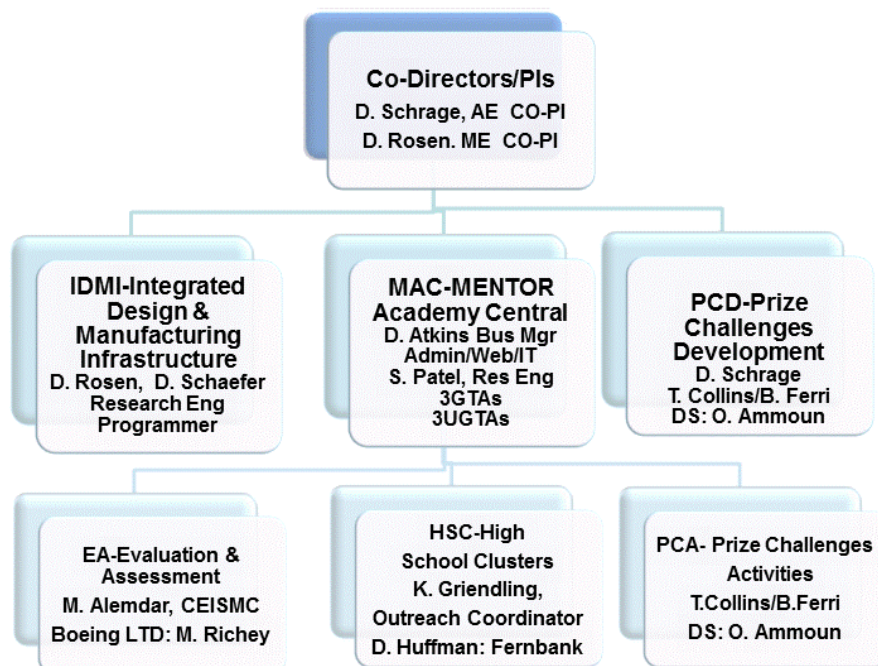 Co-Directors/PIs
D. Schrage, AE  CO-PI
D. Rosen. ME  CO-PI
IDMI-Integrated
Design &
Manufacturing
Infrastructure
D. Rosen,  D. Schaefer
Research Eng
Programmer
MAC-MENTOR
Academy Central
D. Atkins Bus Mgr
Admin/Web/IT
S. Patel, Res Eng
3GTAs
3UGTAs
PCD-Prize
Challenges
Development
D. Schrage
T. Collins/B. Ferri
DS: O. Ammoun
EA-Evaluation &
Assessment
M. Alemdar, CEISMC
Boeing LTD: M. Richey
HSC-High
School Clusters
K. Griendling,
Outreach Coordinator
D. Huffman: Fernbank
PCA- Prize Challenges
Activities
T.Collins/B.Ferri
DS: O. Ammoun